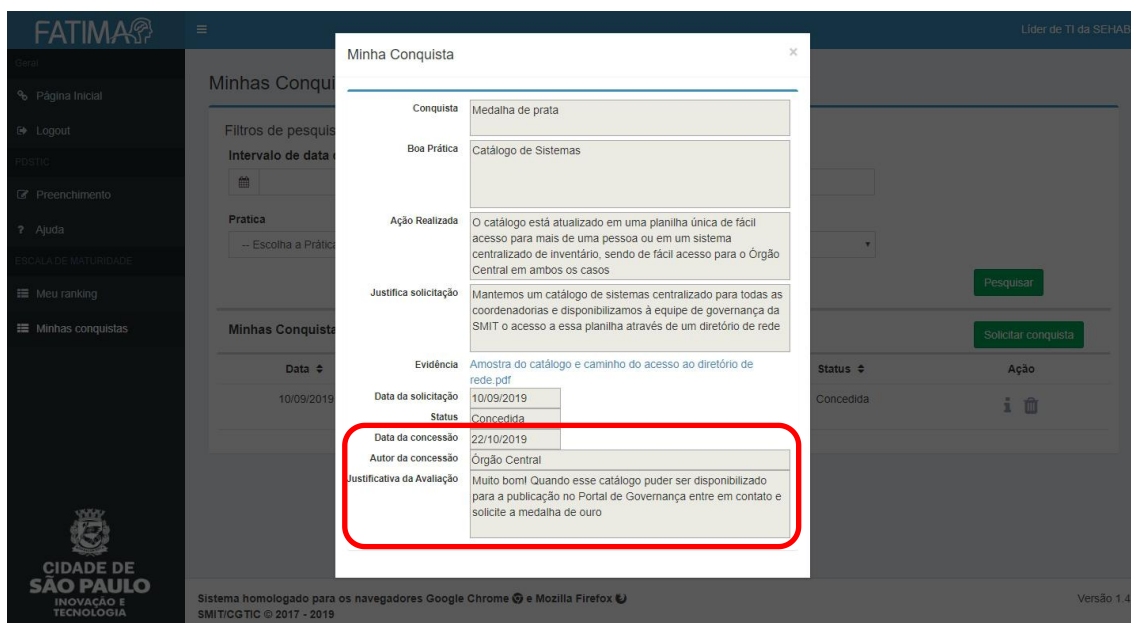 FATIMA
Líder de TI da SEHAB
Geral
Página Inicial
Logout
PDSTIC
Preenchimento
? Ajuda
ESCALA DE MATURIDADE
Meu ranking
Minhas conquistas
CIDADE DE
SÃO PAULO
INOVAÇÃO E
TECNOLOGIA
Minhas Conqui
Filtros de pesquis
Intervalo de data
Pratica
-- Escolha a Prática
Pesquisar
Minhas Conquista
Solicitar conquista
Data
Status
Ação
10/09/2019
Concedida
Minha Conquista
×
Conquista
Medalha de prata
Boa Prática
Catálogo de Sistemas
Ação Realizada
O catálogo está atualizado em uma planilha única de fácil
acesso para mais de uma pessoa ou em um sistema
centralizado de inventário, sendo de fácil acesso para o Órgão
Central em ambos os casos
Justifica solicitação
Mantemos um catálogo de sistemas centralizado para todas as
coordenadorias e disponibilizamos à equipe de governança da
SMIT o acesso a essa planilha através de um diretório de rede
Evidência
Amostra do catálogo e caminho do acesso ao diretório de
rede.pdf
Data da solicitação
10/09/2019
Status
Concedida
Data da concessão
22/10/2019
Autor da concessão
Órgão Central
Justificativa da Avaliação
Muito bom! Quando esse catálogo puder ser disponibilizado
para a publicação no Portal de Governança entre em contato e
solicite a medalha de ouro
Sistema homologado para os navegadores Google Chrome e Mozilla Firefox
SMIT/CGTIC © 2017 - 2019
Versão 1.4